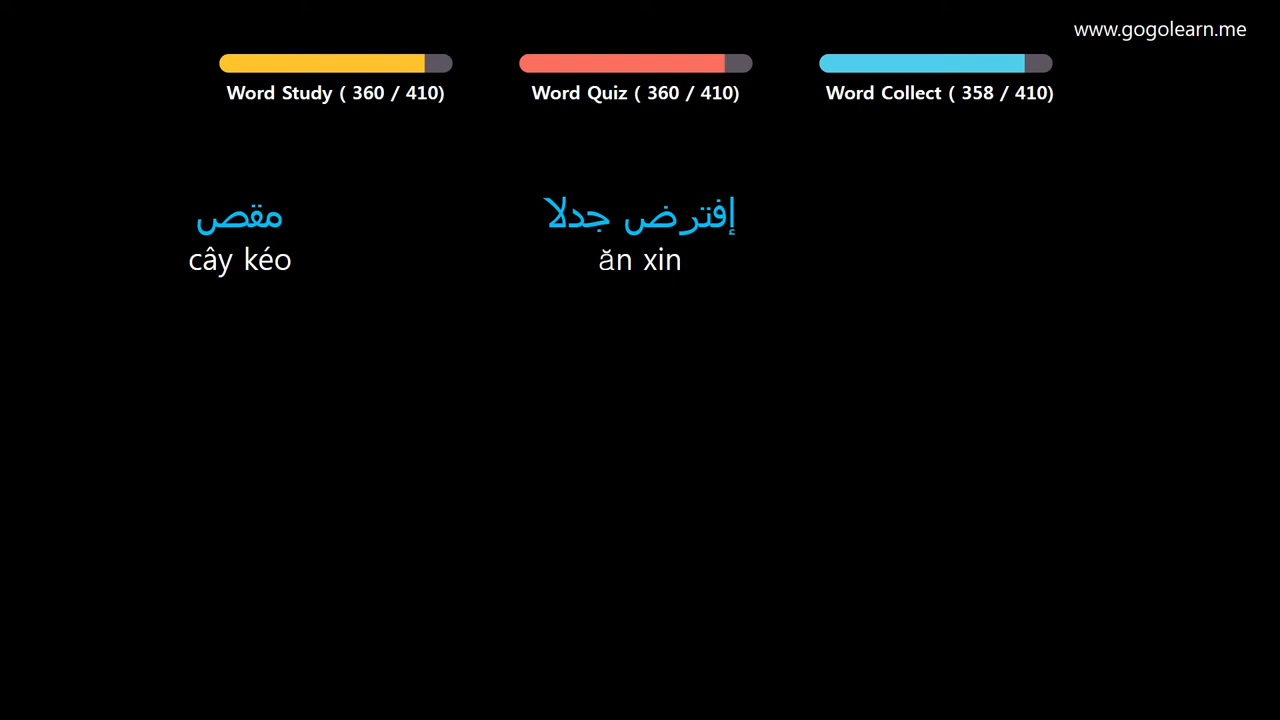 www.gogolearn.me
Word Study ( 360 / 410)
Word Quiz ( 360 / 410)
Word Collect ( 358 / 410)
مقص
cây kéo
إفترض جدلا
ăn xin